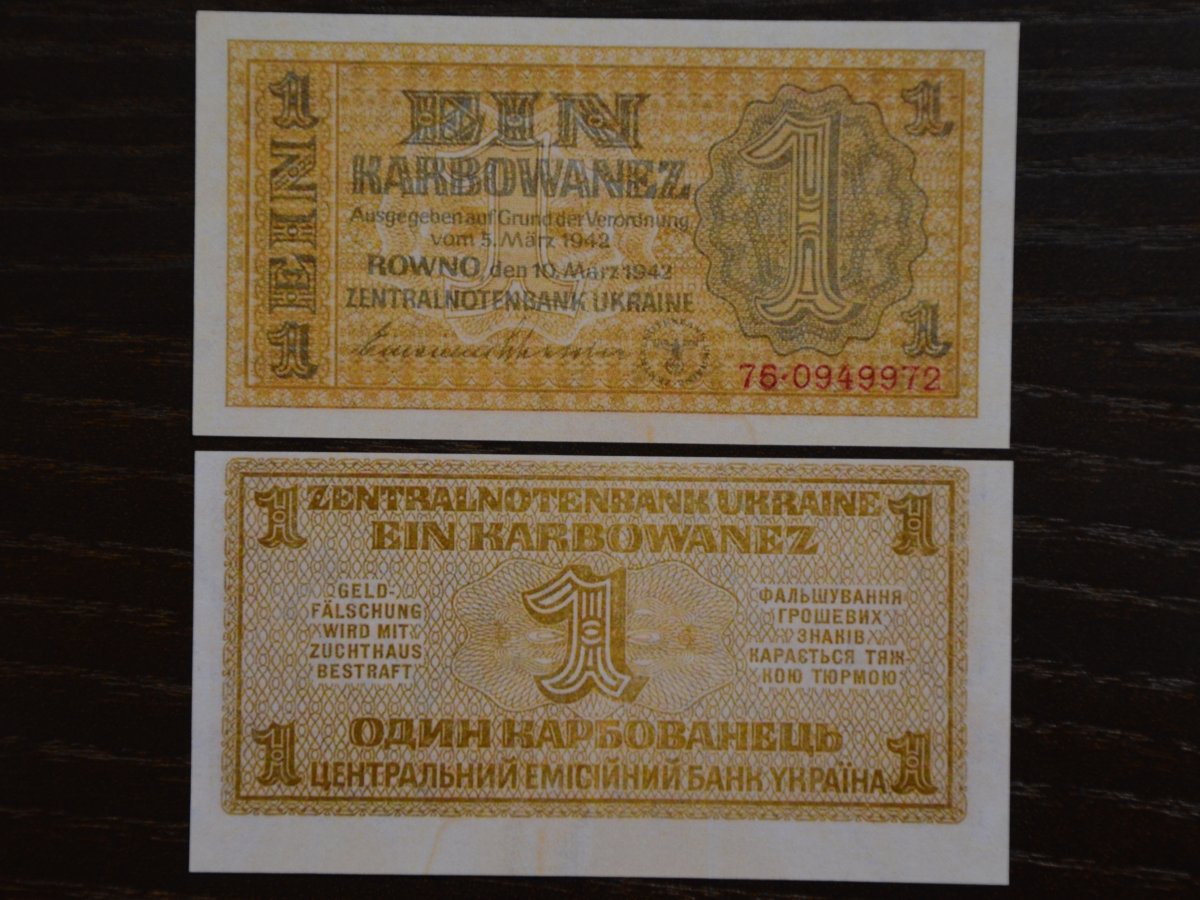 1
EIN
1
EIN
KARBOWANEZ
Ausgegeben auf Grund der Verordnung
vom 5. März 1942
ROWNO, den 10. März 1942
ZENTRALNOTENBANK UKRAINE
1
1
1
76·0949972
1 ZENTRALNOTENBANK UKRAINE 1
EIN KARBOWANEZ
GELD-
FÄLSCHUNG
WIRD MIT
ZUCHTHAUS
BESTRAFT
1
ФАЛЬШУВАННЯ
ГРОШЕВИХ
ЗНАКІВ
КАРАЄТЬСЯ ТЯЖ-
КОЮ ТЮРМОЮ
ОДИН КАРБОВАНЕЦЬ
1 ЦЕНТРАЛЬНИЙ ЕМІСІЙНИЙ БАНК УКРАЇНА 1